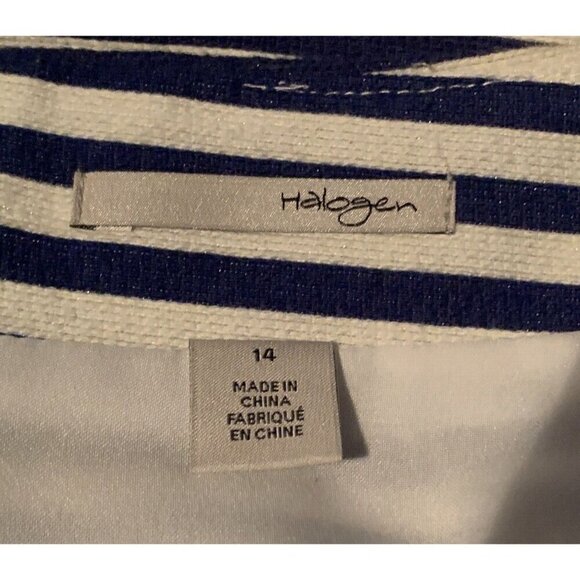 Halogen
14
MADE IN
CHINA
FABRIQUÉ
EN CHINE